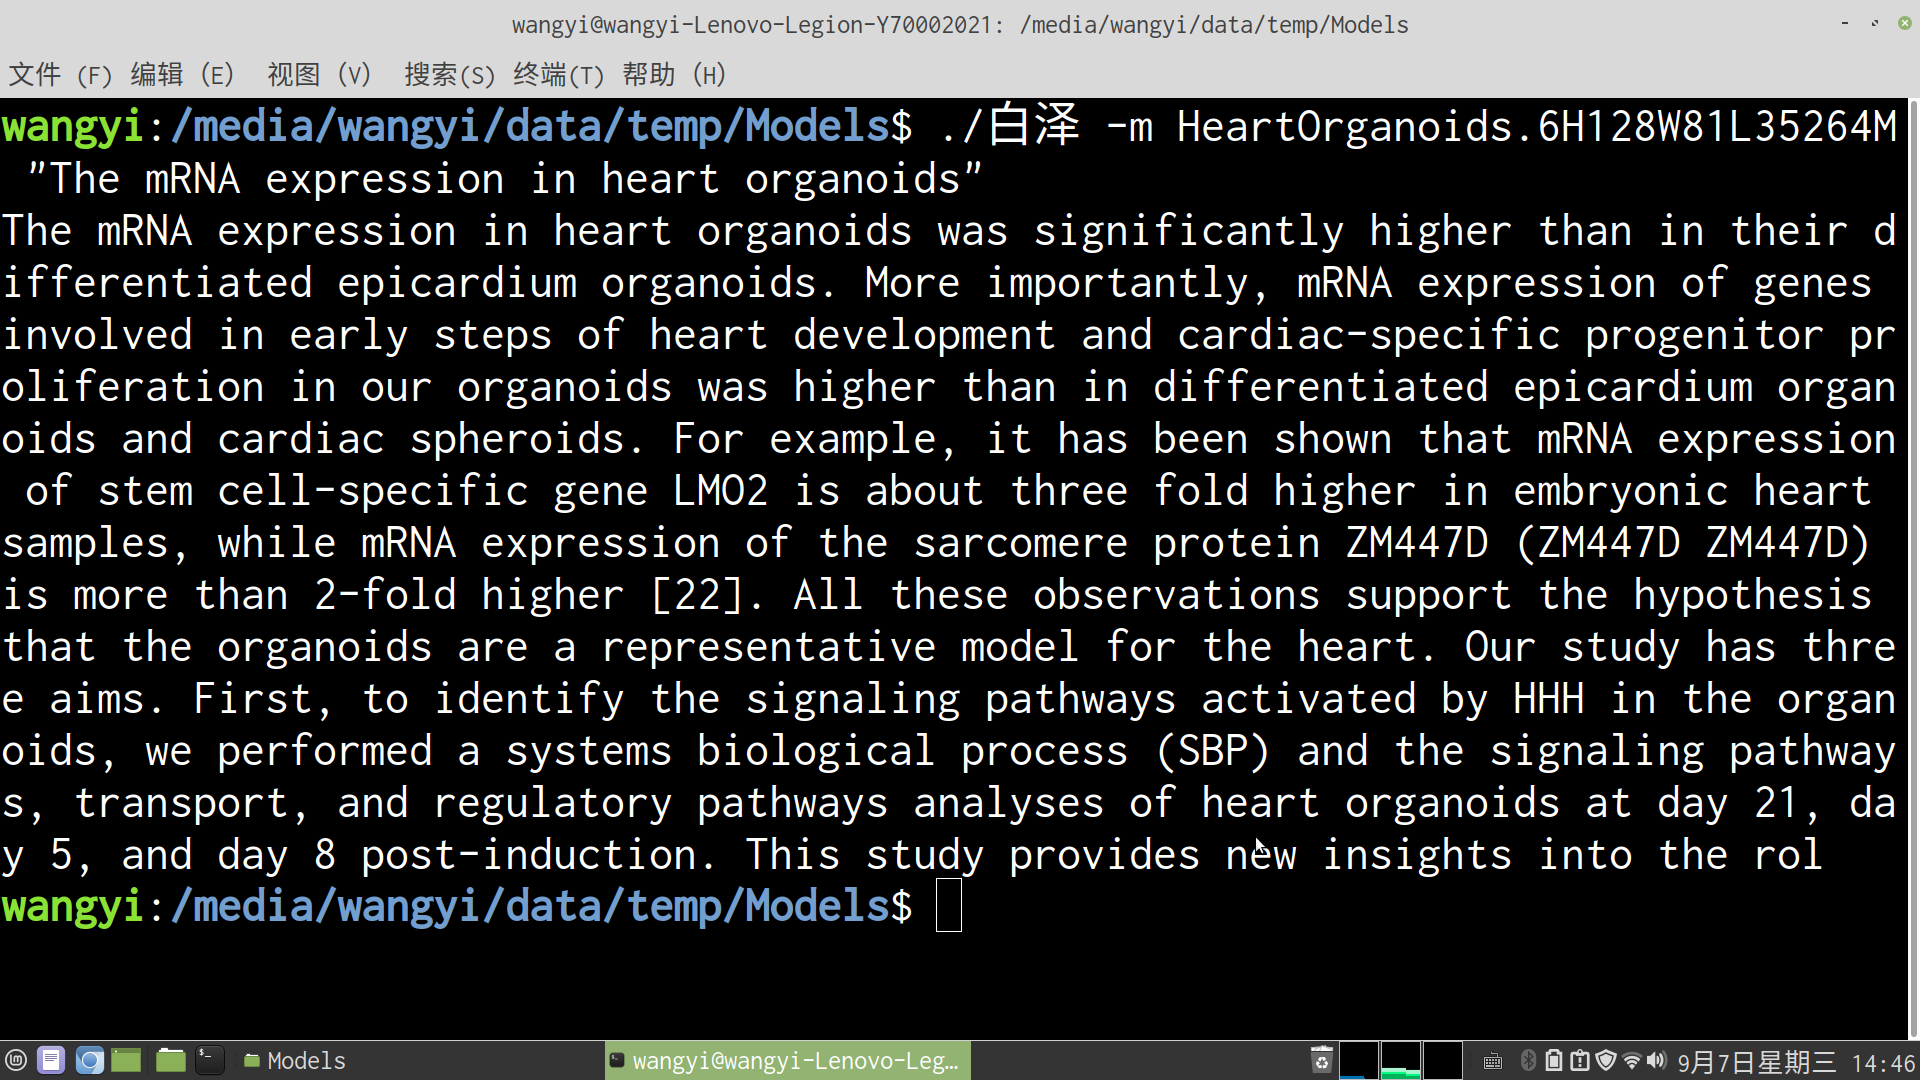 wangyi@wangyi-Lenovo-Legion-Y70002021: /media/wangyi/data/temp/Models
文件 (F) 编辑 (E) 视图 (V) 搜索(S) 终端(T) 帮助 (H)
wangyi:/media/wangyi/data/temp/Models$ ./白泽 -m HeartOrganoids.6H128W81L35264M
"The mRNA expression in heart organoids"
The mRNA expression in heart organoids was significantly higher than in their d
ifferentiated epicardium organoids. More importantly, mRNA expression of genes
involved in early steps of heart development and cardiac-specific progenitor pr
oliferation in our organoids was higher than in differentiated epicardium organ
oids and cardiac spheroids. For example, it has been shown that mRNA expression
of stem cell-specific gene LMO2 is about three fold higher in embryonic heart
samples, while mRNA expression of the sarcomere protein ZM447D (ZM447D ZM447D)
is more than 2-fold higher [22]. All these observations support the hypothesis
that the organoids are a representative model for the heart. Our study has thre
e aims. First, to identify the signaling pathways activated by HHH in the organ
oids, we performed a systems biological process (SBP) and the signaling pathway
s, transport, and regulatory pathways analyses of heart organoids at day 21, da
y 5, and day 8 post-induction. This study provides new insights into the rol
wangyi:/media/wangyi/data/temp/Models$
Models
wangyi@wangyi-Lenovo-Leg…
9月7日星期三 14:46